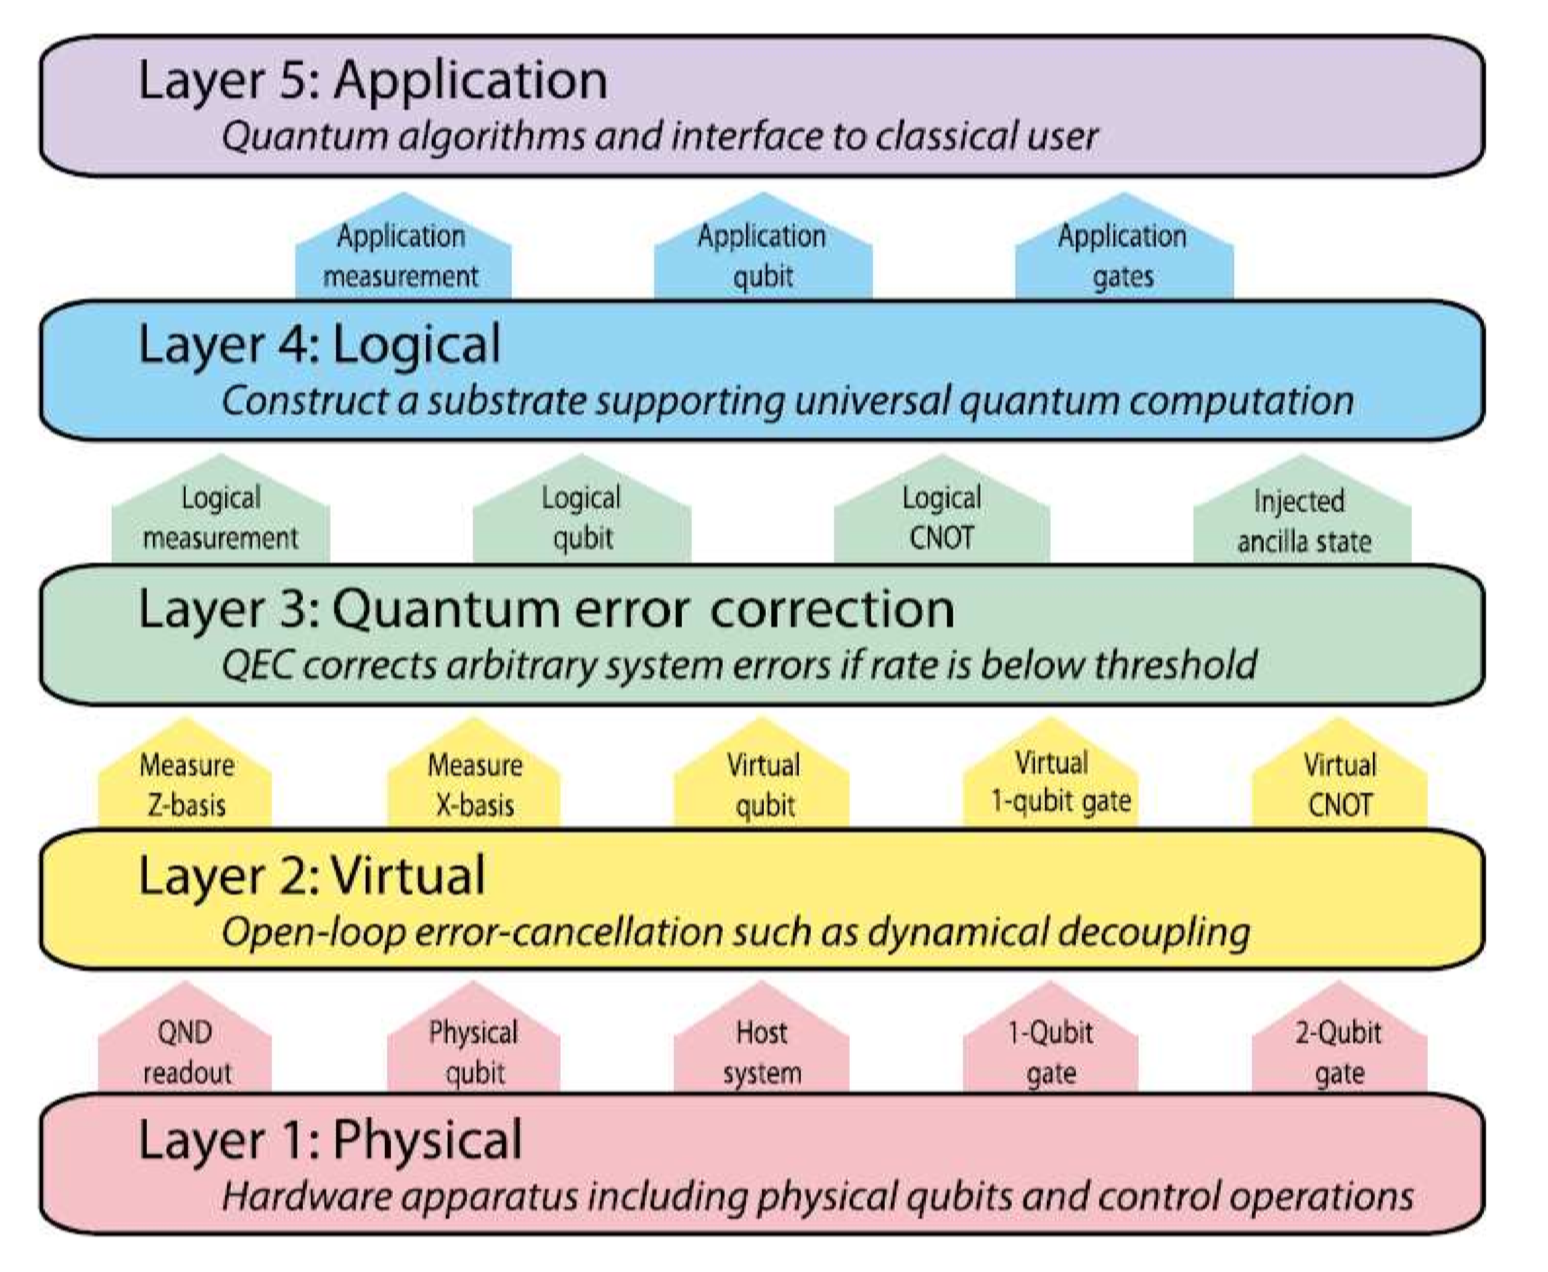 Layer 5: Application
Quantum algorithms and interface to classical user
Application
measurement
Application
qubit
Application
gates
Layer 4: Logical
Construct a substrate supporting universal quantum computation
Logical
measurement
Logical
qubit
Logical
CNOT
Injected
ancilla state
Layer 3: Quantum error correction
QEC corrects arbitrary system errors if rate is below threshold
Measure
Z-basis
Measure
X-basis
Virtual
qubit
Virtual
1-qubit gate
Virtual
CNOT
Layer 2: Virtual
Open-loop error-cancellation such as dynamical decoupling
QND
readout
Physical
qubit
Host
system
1-Qubit
gate
2-Qubit
gate
Layer 1: Physical
Hardware apparatus including physical qubits and control operations